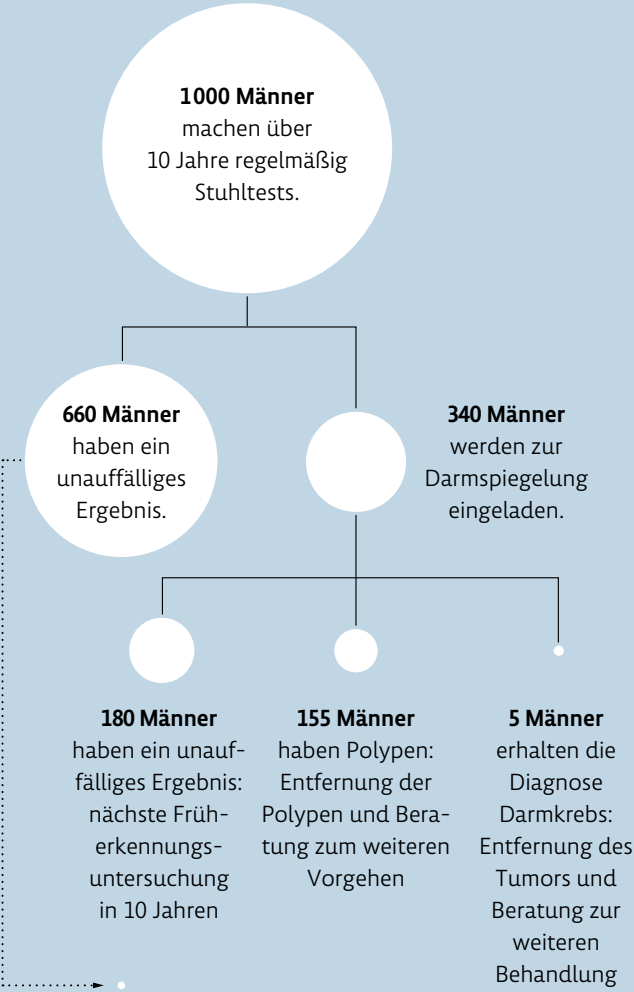 1000 Männer
machen über
10 Jahre regelmäßig
Stuhltests.
660 Männer
haben ein
unauffälliges
Ergebnis.
340 Männer
werden zur
Darmspiegelung
eingeladen.
180 Männer
haben ein unauf-
fälliges Ergebnis:
nächste Früh-
erkennungs-
untersuchung
in 10 Jahren
155 Männer
haben Polypen:
Entfernung der
Polypen und Bera-
tung zum weiteren
Vorgehen
5 Männer
erhalten die
Diagnose
Darmkrebs:
Entfernung des
Tumors und
Beratung zur
weiteren
Behandlung